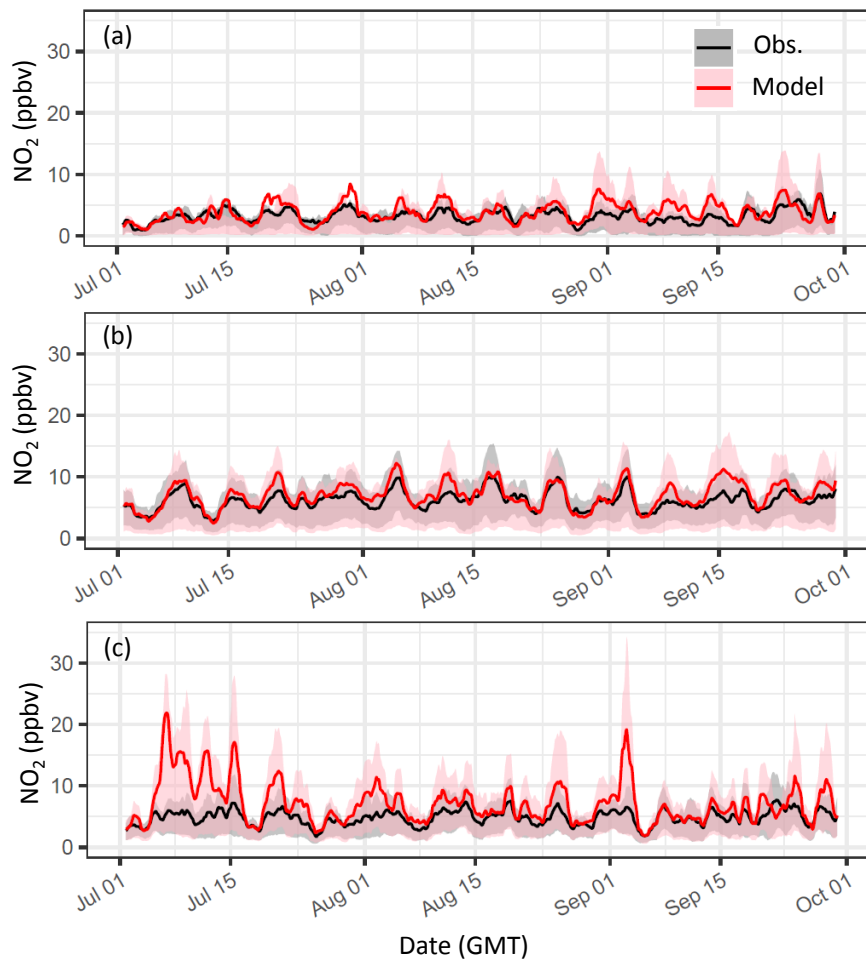 (a)
Obs.
Model
NO₂ (ppbv)
30
20
10
0
Jul 01
Jul 15
Aug 01
Aug 15
Sep 01
Sep 15
Oct 01
(b)
NO₂ (ppbv)
30
20
10
0
Jul 01
Jul 15
Aug 01
Aug 15
Sep 01
Sep 15
Oct 01
(c)
NO₂ (ppbv)
30
20
10
0
Jul 01
Jul 15
Aug 01
Aug 15
Sep 01
Sep 15
Oct 01
Date (GMT)